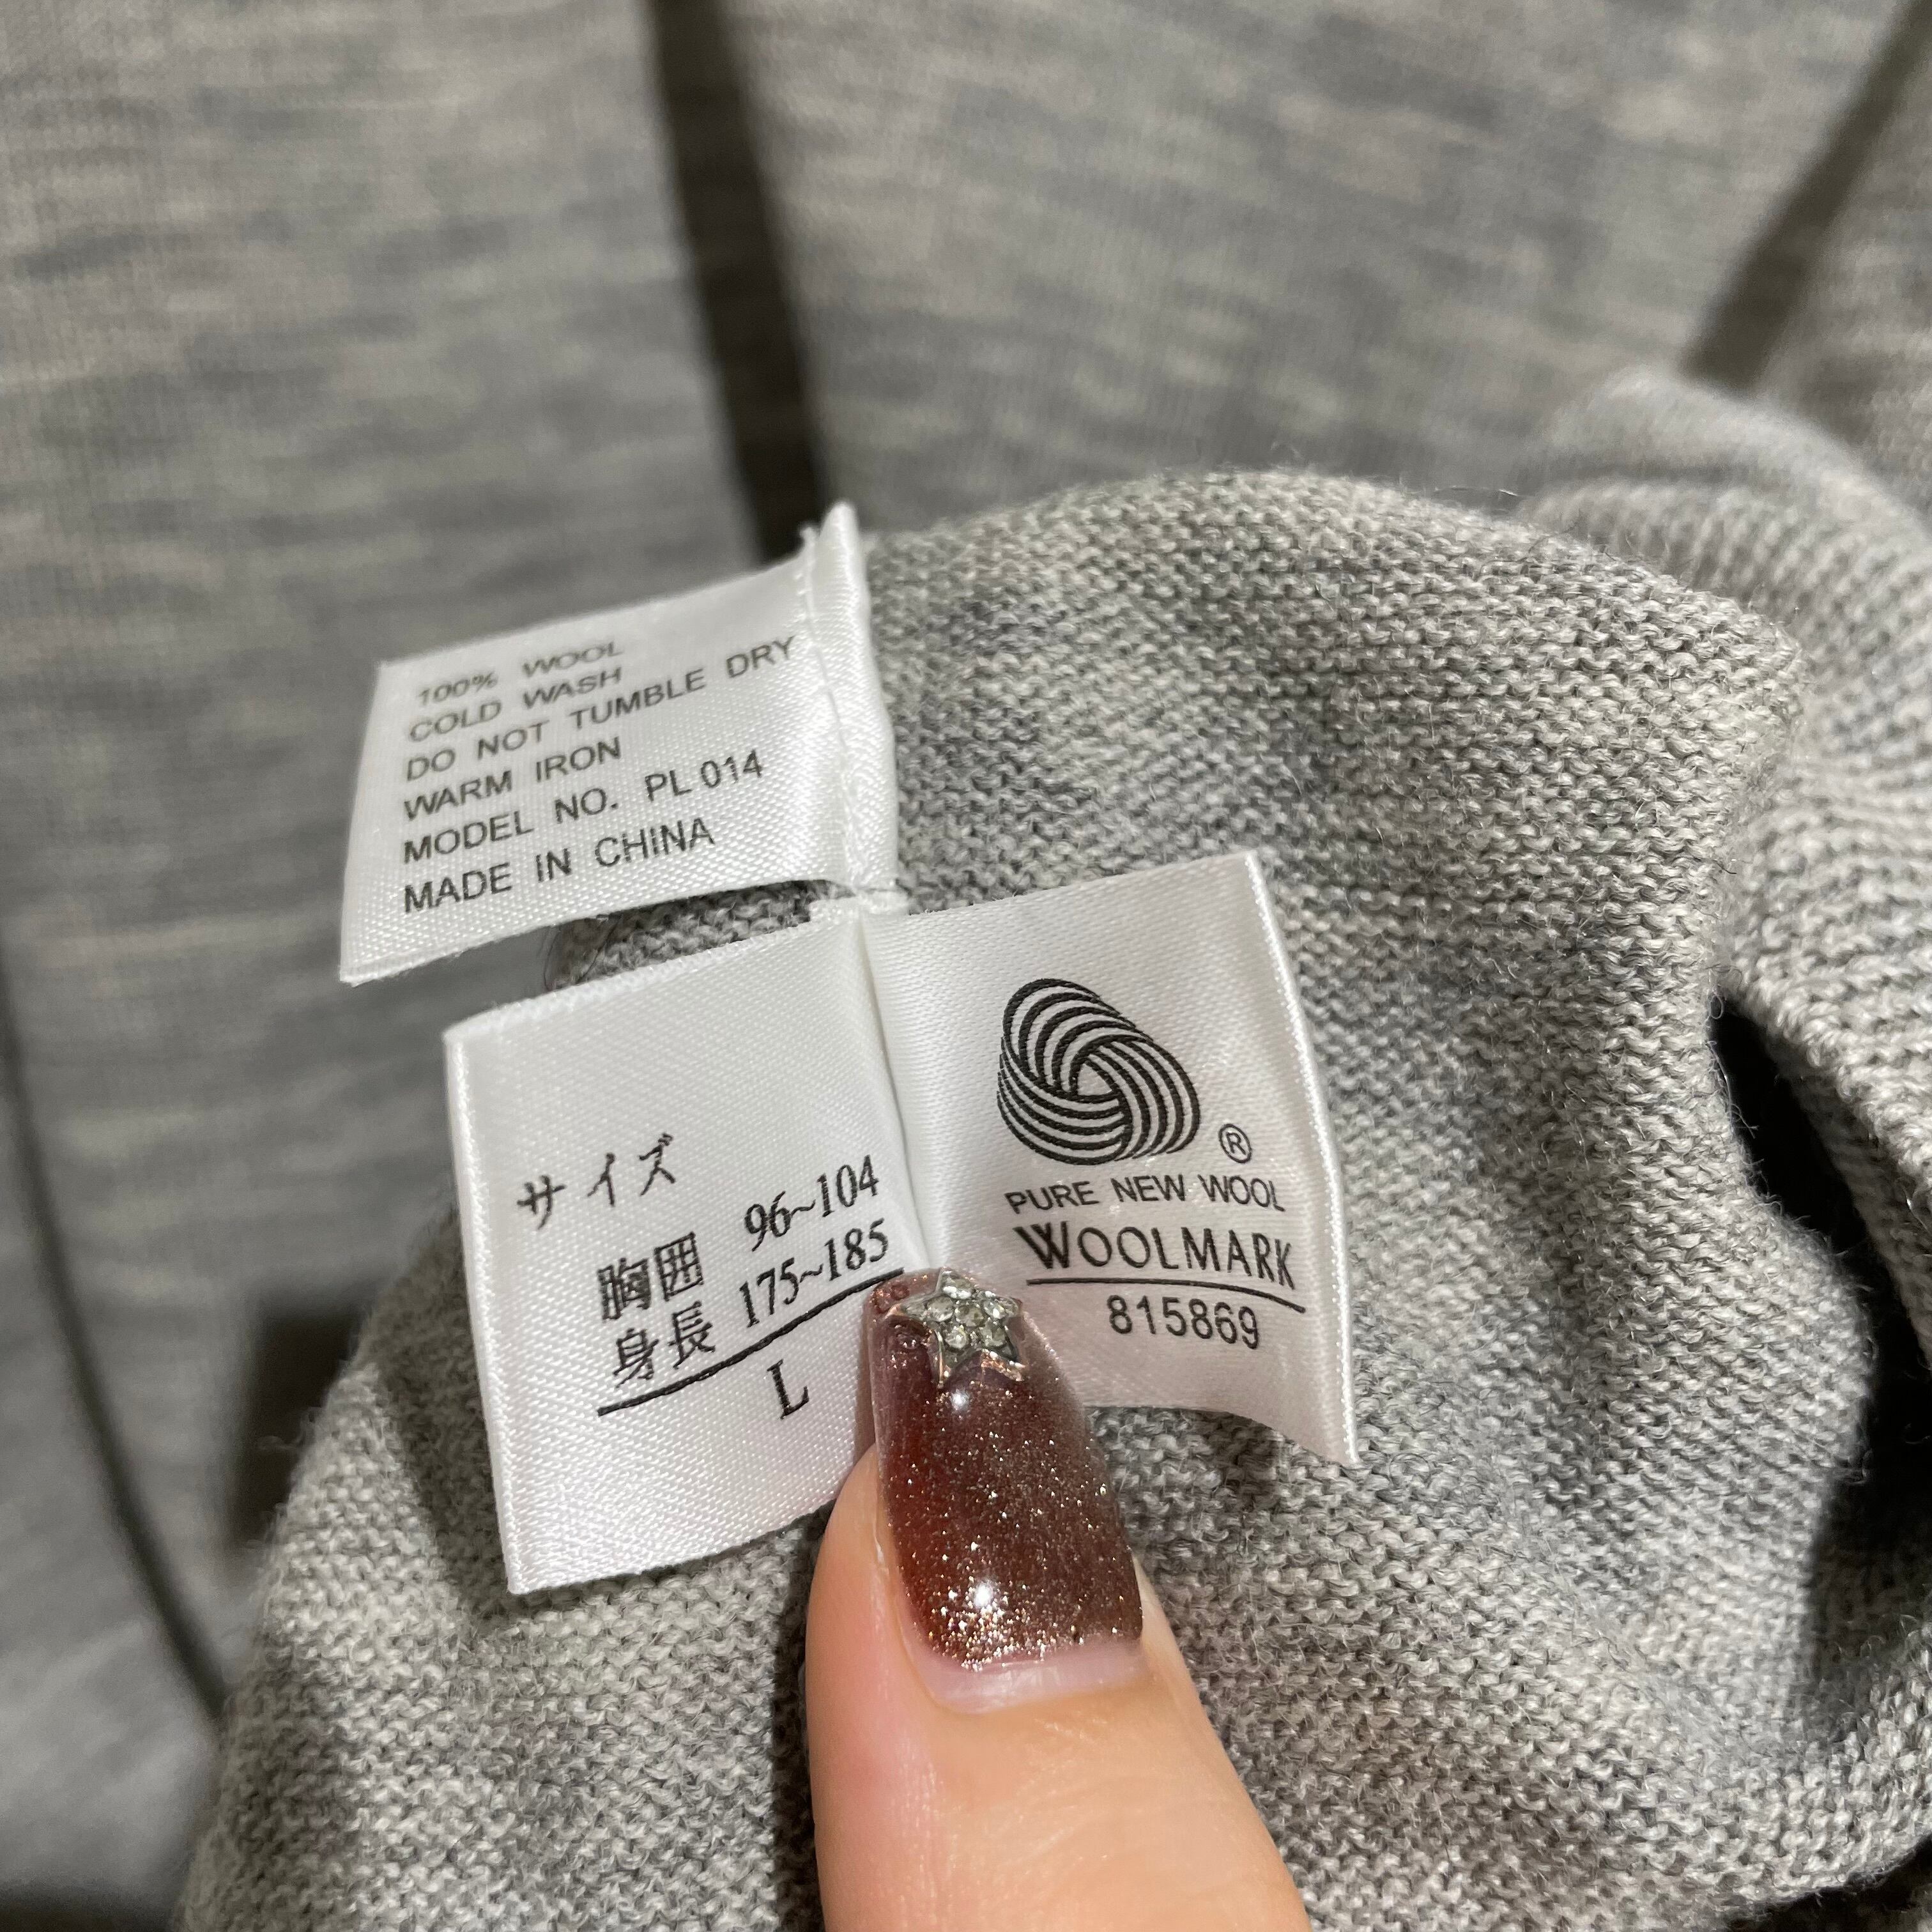 100% WOOL
COLD WASH
DO NOT TUMBLE DRY
WARM IRON
MODEL NO. PL 014
MADE IN CHINA
サイズ
胸囲 96~104
身長 175~185
L
®
PURE NEW WOOL
WOOLMARK
815869